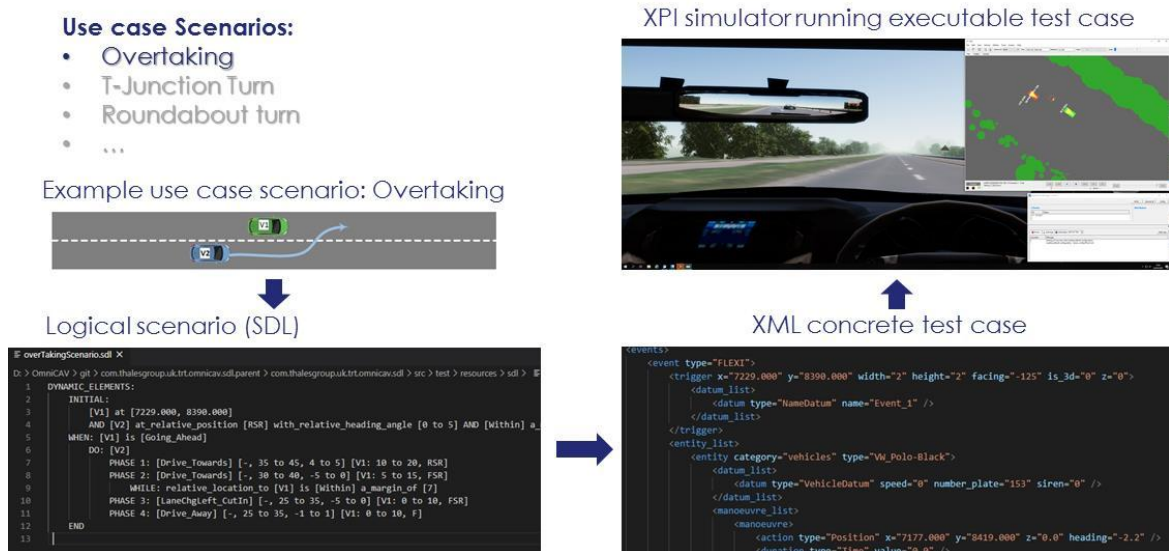 Use case Scenarios:
• Overtaking
• T-Junction Turn
• Roundabout turn
• ...
Example use case scenario: Overtaking
V1
V2
Logical scenario (SDL)
overTakingScenario.sdl X
D: > OmniCAV > git > com.thalesgroup.uk.trt.omnicav.sdl.parent > com.thalesgroup.uk.trt.omnicav.sdl > src > test > resources > sdl >
1 DYNAMIC_ELEMENTS:
2 INITIAL:
3 [V1] at [7229.000, 8390.000]
4 AND [V2] at_relative_position [RSR] with_relative_heading_angle [0 to 5] AND [Within] a_
5 WHEN: [V1] is [Going_Ahead]
6 DO: [V2]
7 PHASE 1: [Drive_Towards] [-, 35 to 45, 4 to 5] [V1: 10 to 20, RSR]
8 PHASE 2: [Drive_Towards] [-, 30 to 40, -5 to 0] [V1: 5 to 15, FSR]
9 WHILE: relative_location_to [V1] is [Within] a_margin_of [7]
10 PHASE 3: [LaneChgLeft_CutIn] [-, 25 to 35, -5 to 0] [V1: 0 to 10, FSR]
11 PHASE 4: [Drive_Away] [-, 25 to 35, -1 to 1] [V1: 0 to 10, F]
12 END
13
XPI simulator running executable test case
XML concrete test case
<events>
<event type="FLEXI">
<trigger x="7229.000" y="8390.000" width="2" height="2" facing="-125" is_3d="0" z="0">
<datum_list>
<datum type="NameDatum" name="Event_1" />
</datum_list>
</trigger>
<entity_list>
<entity category="vehicles" type="VW_Polo-Black">
<datum_list>
<datum type="VehicleDatum" speed="0" number_plate="153" siren="0" />
</datum_list>
<manoeuvre_list>
<manoeuvre>
<action type="Position" x="7177.000" y="8419.000" z="0.0" heading="-2.2" />
<duration type="Time" value="0.0" />